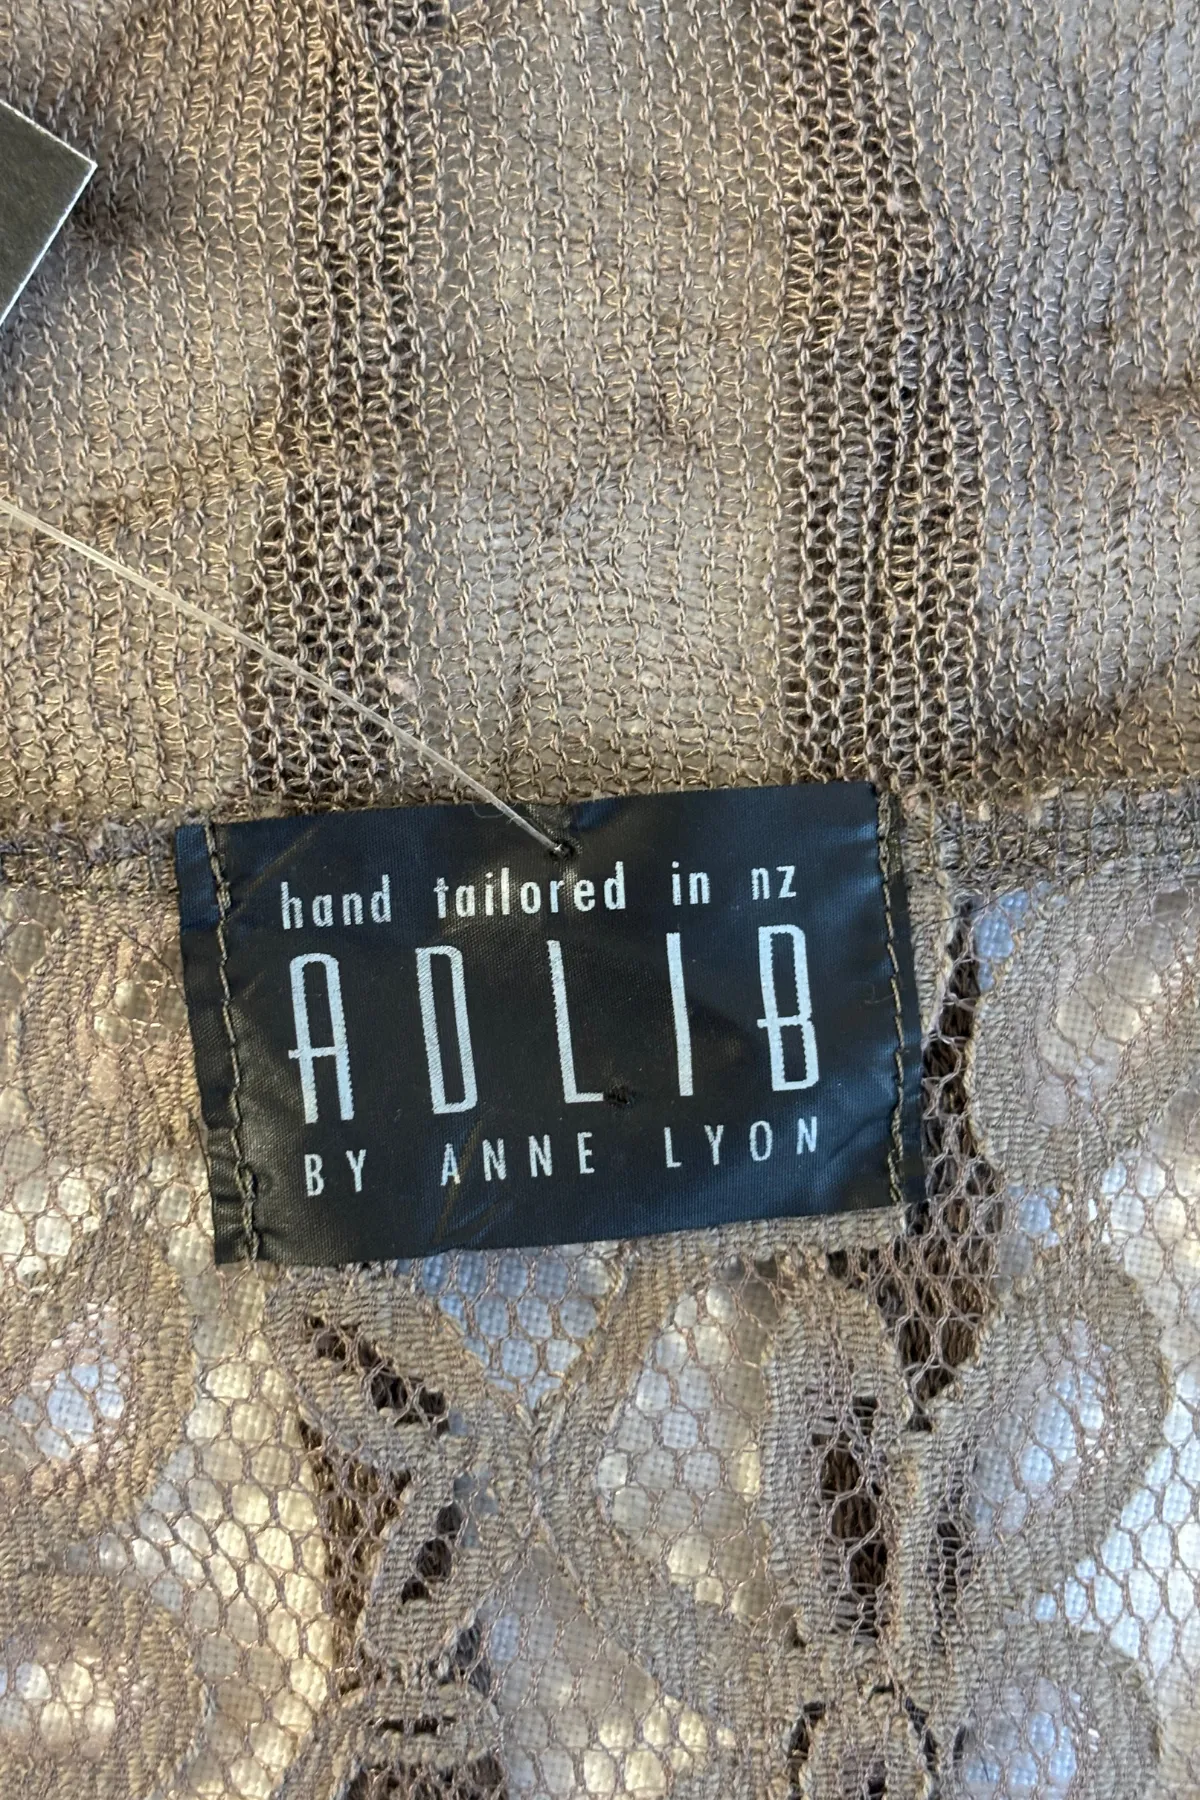 hand tailored in nz
ADLIB
BY ANNE LYON